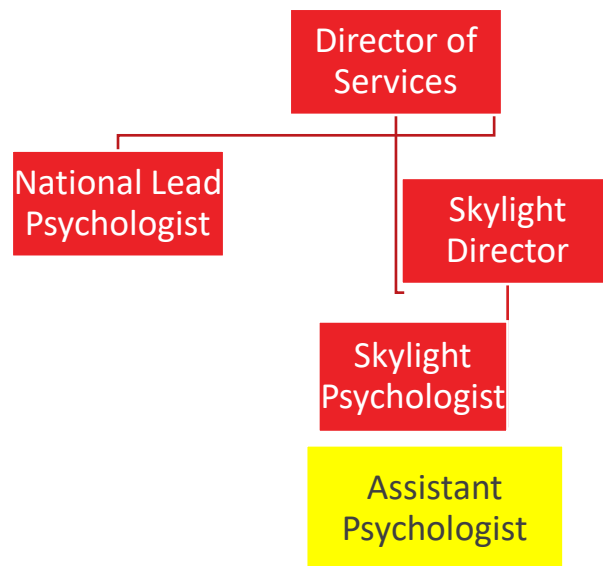 Director of
Services
National Lead
Psychologist
Skylight
Director
Skylight
Psychologist
Assistant
Psychologist